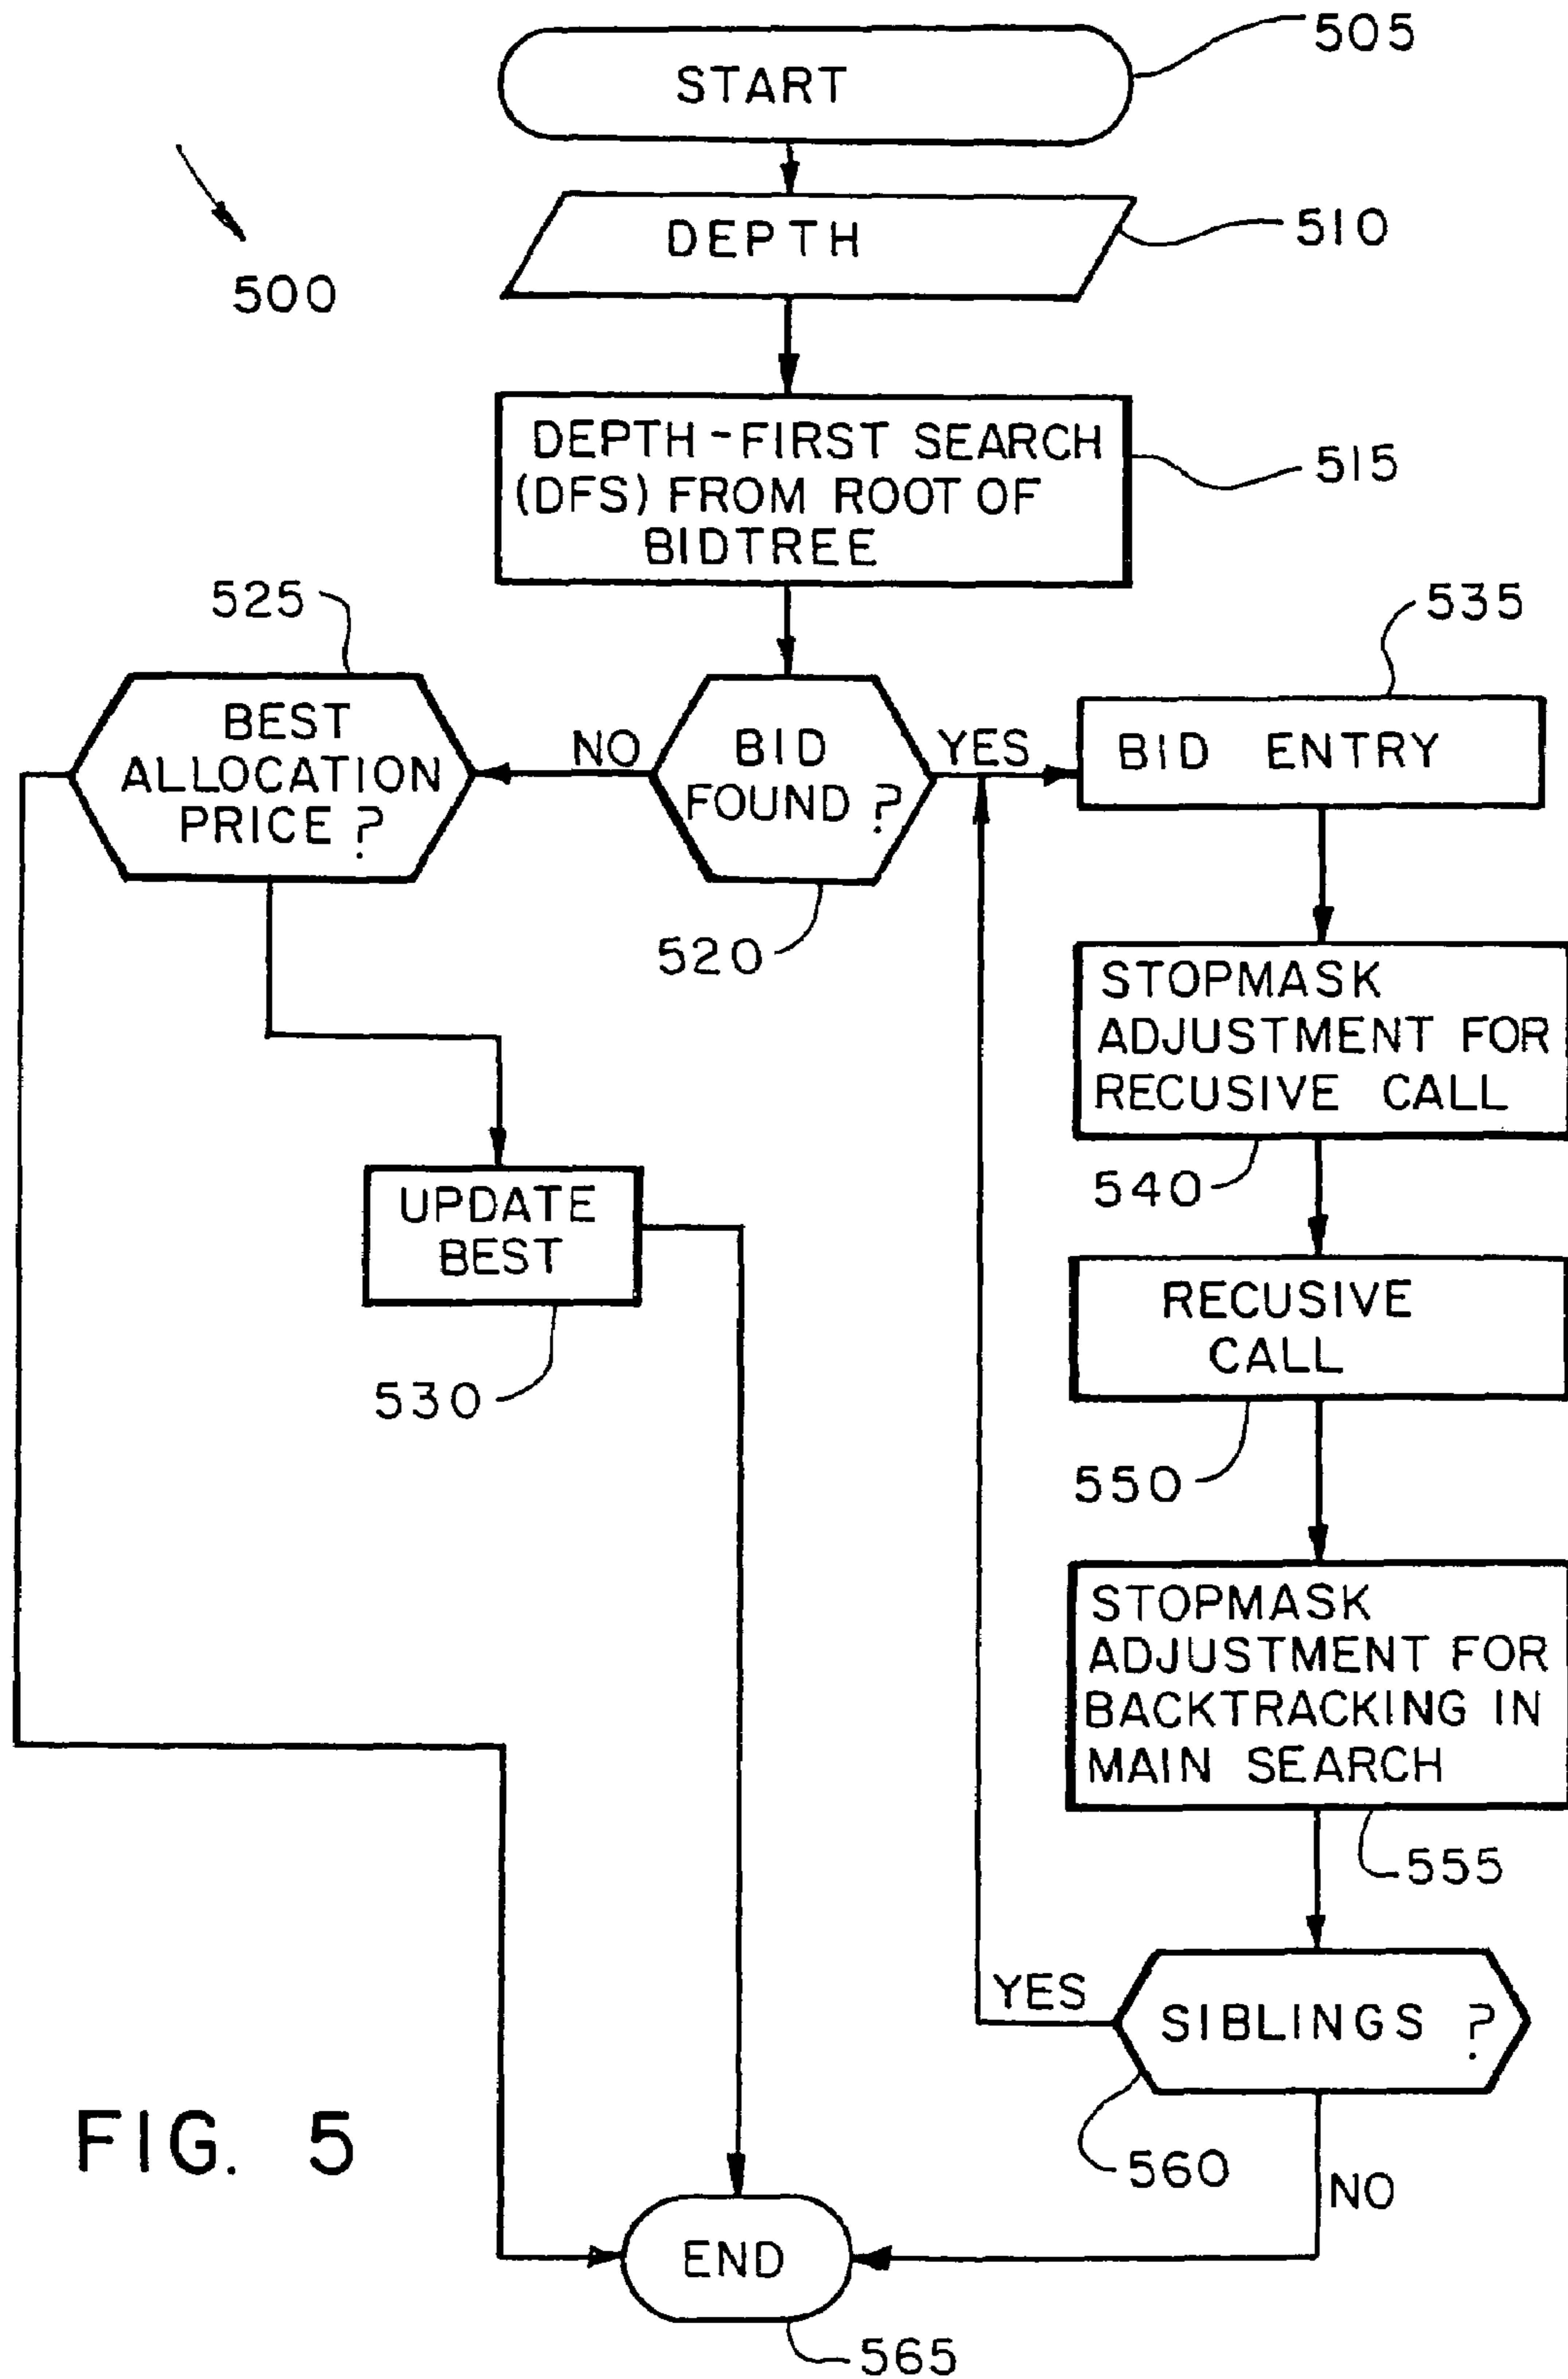 505
START
510
DEPTH
500
DEPTH-FIRST SEARCH
(DFS) FROM ROOT OF
BIDTREE
515
525
535
BEST
ALLOCATION
PRICE?
NO
BID
FOUND?
YES
BID ENTRY
520
STOPMASK
ADJUSTMENT FOR
RECUSIVE CALL
540
UPDATE
BEST
530
RECUSIVE
CALL
550
STOPMASK
ADJUSTMENT FOR
BACKTRACKING IN
MAIN SEARCH
555
YES
SIBLINGS ?
560
NO
FIG. 5
END
565